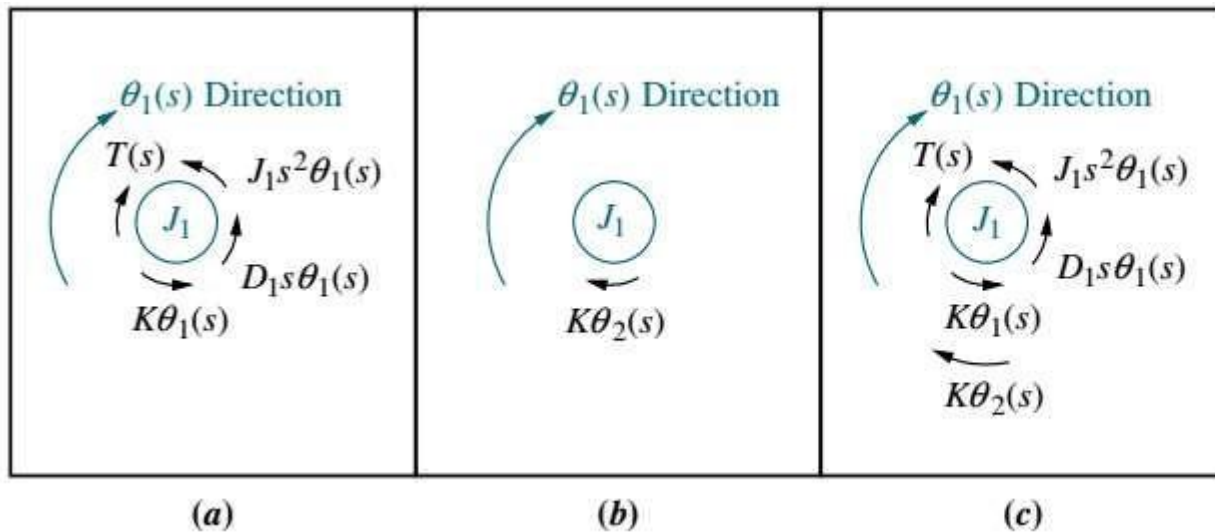 θ₁(s) Direction
T(s)
J₁s²θ₁(s)
J₁
D₁sθ₁(s)
Kθ₁(s)
(a)
θ₁(s) Direction
J₁
Kθ₂(s)
(b)
θ₁(s) Direction
T(s)
J₁s²θ₁(s)
J₁
D₁sθ₁(s)
Kθ₁(s)
Kθ₂(s)
(c)